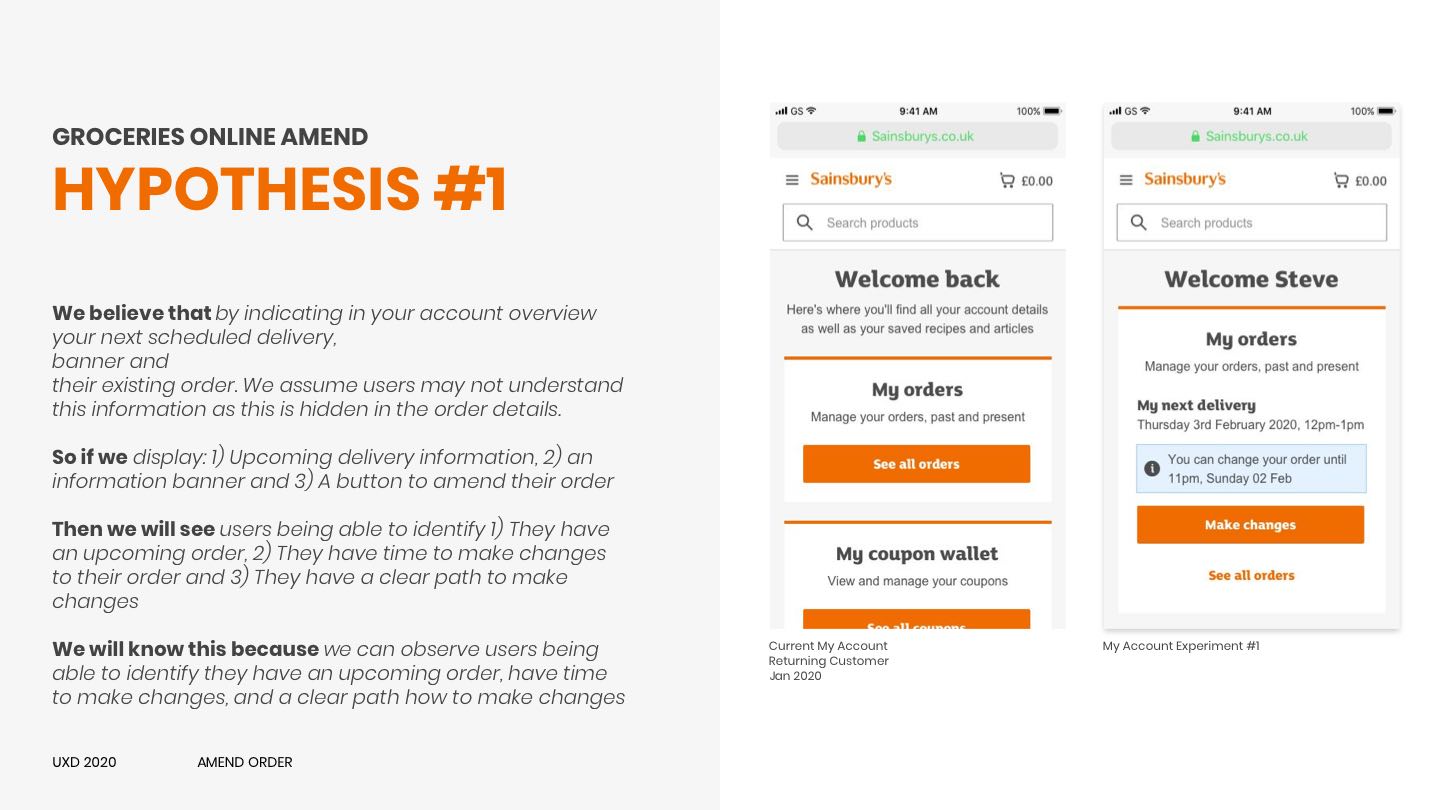 GROCERIES ONLINE AMEND
HYPOTHESIS #1
We believe that by indicating in your account overview
your next scheduled delivery,
banner and
their existing order. We assume users may not understand
this information as this is hidden in the order details.
So if we display: 1) Upcoming delivery information, 2) an
information banner and 3) A button to amend their order
Then we will see users being able to identify 1) They have
an upcoming order, 2) They have time to make changes
to their order and 3) They have a clear path to make
changes
We will know this because we can observe users being
able to identify they have an upcoming order, have time
to make changes, and a clear path how to make changes
UXD 2020
AMEND ORDER
GS
9:41 AM
100%
Sainsburys.co.uk
Sainsbury's
£0.00
Search products
Welcome back
Here's where you'll find all your account details
as well as your saved recipes and articles
My orders
Manage your orders, past and present
See all orders
My coupon wallet
View and manage your coupons
See all coupons
Current My Account
Returning Customer
Jan 2020
GS
9:41 AM
100%
Sainsburys.co.uk
Sainsbury's
£0.00
Search products
Welcome Steve
My orders
Manage your orders, past and present
My next delivery
Thursday 3rd February 2020, 12pm-1pm
You can change your order until
11pm, Sunday 02 Feb
Make changes
See all orders
My Account Experiment #1